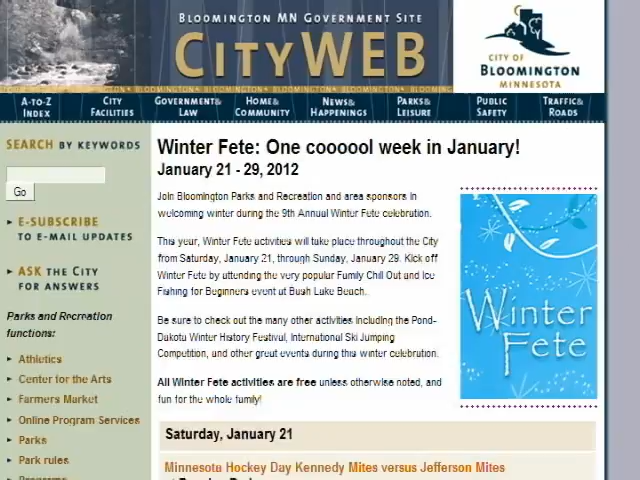 BLOOMINGTON MN GOVERNMENT SITE
CITYWEB
CITY OF
BLOOMINGTON
MINNESOTA
BLOOMINGTON • BLOOMINGTON • BLOOMINGTON • BLOOMINGTON
A-TO-Z INDEX
CITY FACILITIES
GOVERNMENT& LAW
HOME& COMMUNITY
NEWS& HAPPENINGS
PARKS& LEISURE
PUBLIC SAFETY
TRAFFIC& ROADS
SEARCH BY KEYWORDS
Go
E-SUBSCRIBE
TO E-MAIL UPDATES
ASK THE CITY
FOR ANSWERS
Parks and Recreation
functions:
Athletics
Center for the Arts
Farmers Market
Online Program Services
Parks
Park rules
Programs
Winter Fete: One coooool week in January!
January 21 - 29, 2012
Join Bloomington Parks and Recreation and area sponsors in
welcoming winter during the 9th Annual Winter Fete celebration.
This year, Winter Fete activities will take place throughout the City
from Saturday, January 21, through Sunday, January 29. Kick off
Winter Fete by attending the very popular Family Chill Out and Ice
Fishing for Beginners event at Bush Lake Beach.
Be sure to check out the many other activities including the Pond-
Dakota Winter History Festival, International Ski Jumping
Competition, and other great events during this winter celebration.
All Winter Fete activities are free unless otherwise noted, and
fun for the whole family!
Winter
Fete
Saturday, January 21
Minnesota Hockey Day Kennedy Mites versus Jefferson Mites